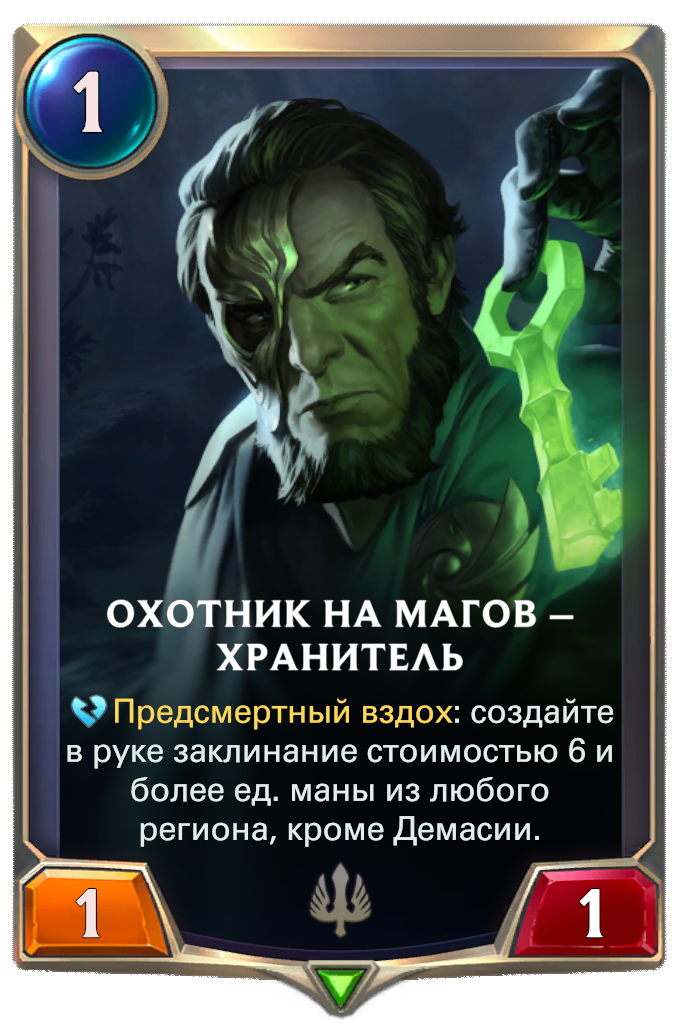 1
ОХОТНИК НА МАГОВ –
ХРАНИТЕЛЬ
Предсмертный вздох: создайте
в руке заклинание стоимостью 6 и
более ед. маны из любого
региона, кроме Демасии.
1
1